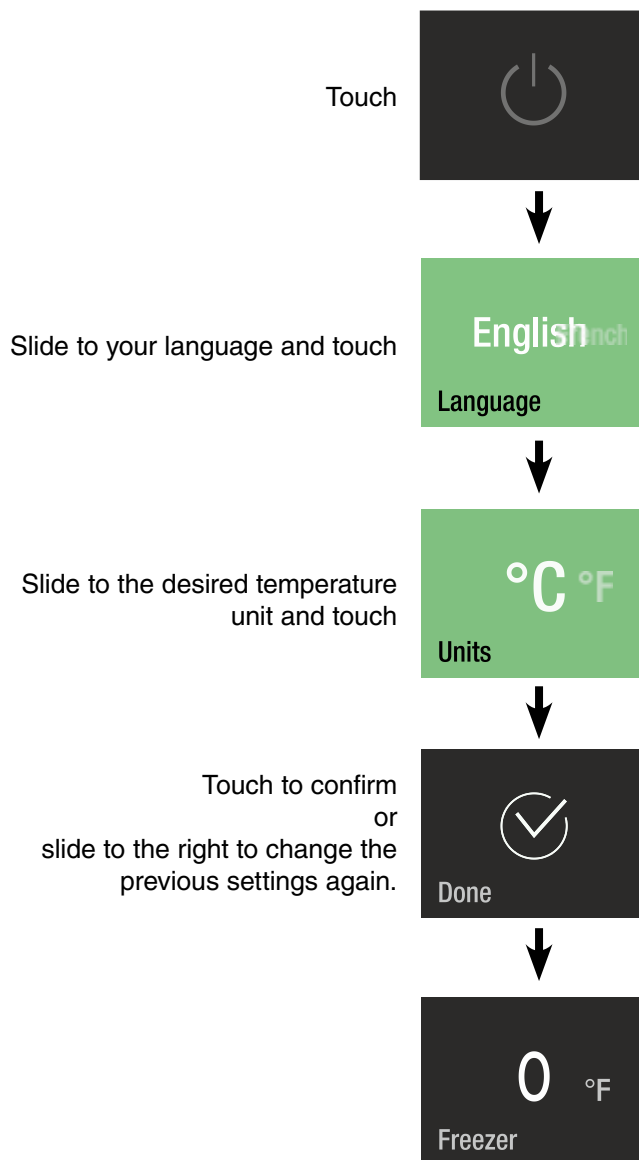 Touch
Slide to your language and touch
English French
Language
Slide to the desired temperature
unit and touch
°C °F
Units
Touch to confirm
or
slide to the right to change the
previous settings again.
Done
0 °F
Freezer